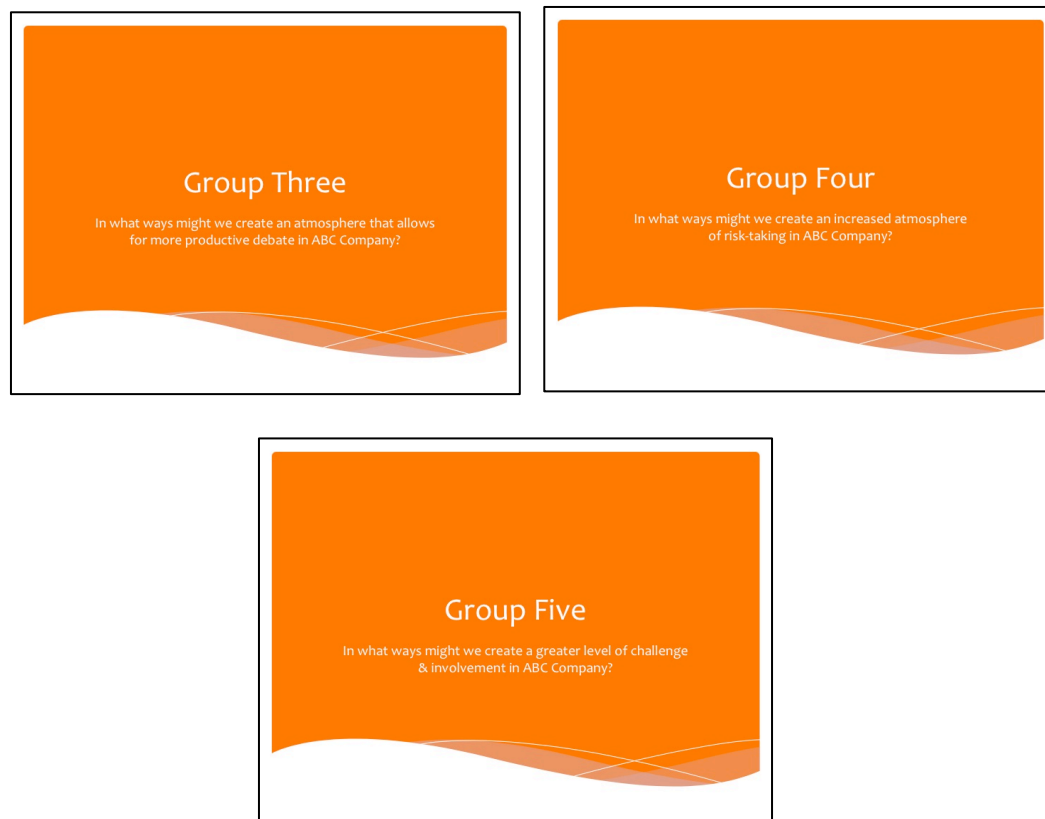 Group Three
In what ways might we create an atmosphere that allows
for more productive debate in ABC Company?
Group Four
In what ways might we create an increased atmosphere
of risk-taking in ABC Company?
Group Five
In what ways might we create a greater level of challenge
& involvement in ABC Company?